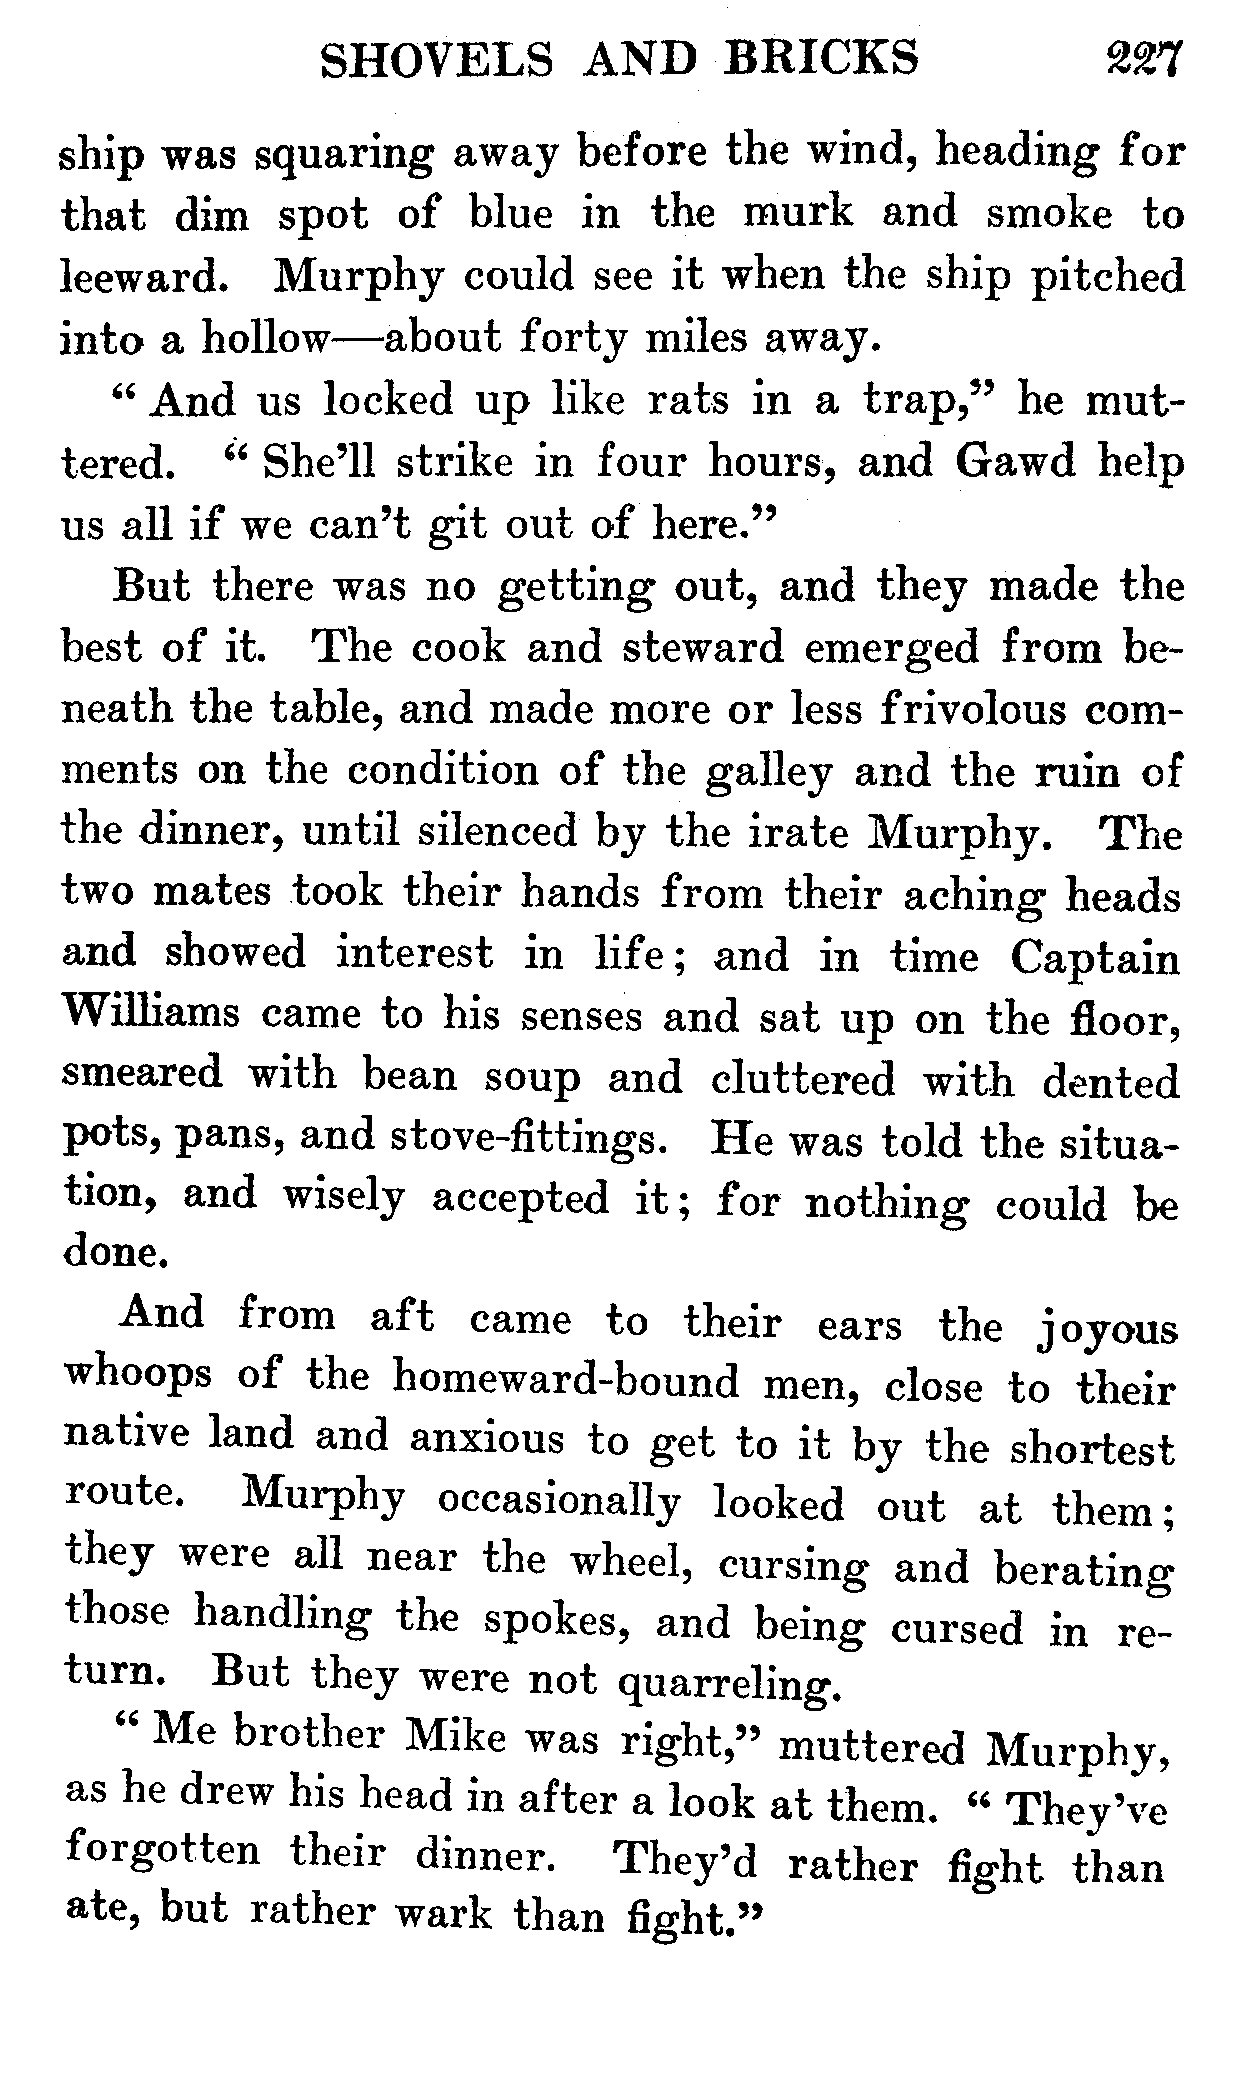 SHOVELS AND BRICKS 227
ship was squaring away before the wind, heading for
that dim spot of blue in the murk and smoke to
leeward. Murphy could see it when the ship pitched
into a hollow—about forty miles away.
“ And us locked up like rats in a trap,” he mut-
tered. “ She’ll strike in four hours, and Gawd help
us all if we can’t git out of here.”
But there was no getting out, and they made the
best of it. The cook and steward emerged from be-
neath the table, and made more or less frivolous com-
ments on the condition of the galley and the ruin of
the dinner, until silenced by the irate Murphy. The
two mates took their hands from their aching heads
and showed interest in life; and in time Captain
Williams came to his senses and sat up on the floor,
smeared with bean soup and cluttered with dented
pots, pans, and stove-fittings. He was told the situa-
tion, and wisely accepted it; for nothing could be
done.
And from aft came to their ears the joyous
whoops of the homeward-bound men, close to their
native land and anxious to get to it by the shortest
route. Murphy occasionally looked out at them;
they were all near the wheel, cursing and berating
those handling the spokes, and being cursed in re-
turn. But they were not quarreling.
“ Me brother Mike was right,” muttered Murphy,
as he drew his head in after a look at them. “ They’ve
forgotten their dinner. They’d rather fight than
ate, but rather wark than fight.”